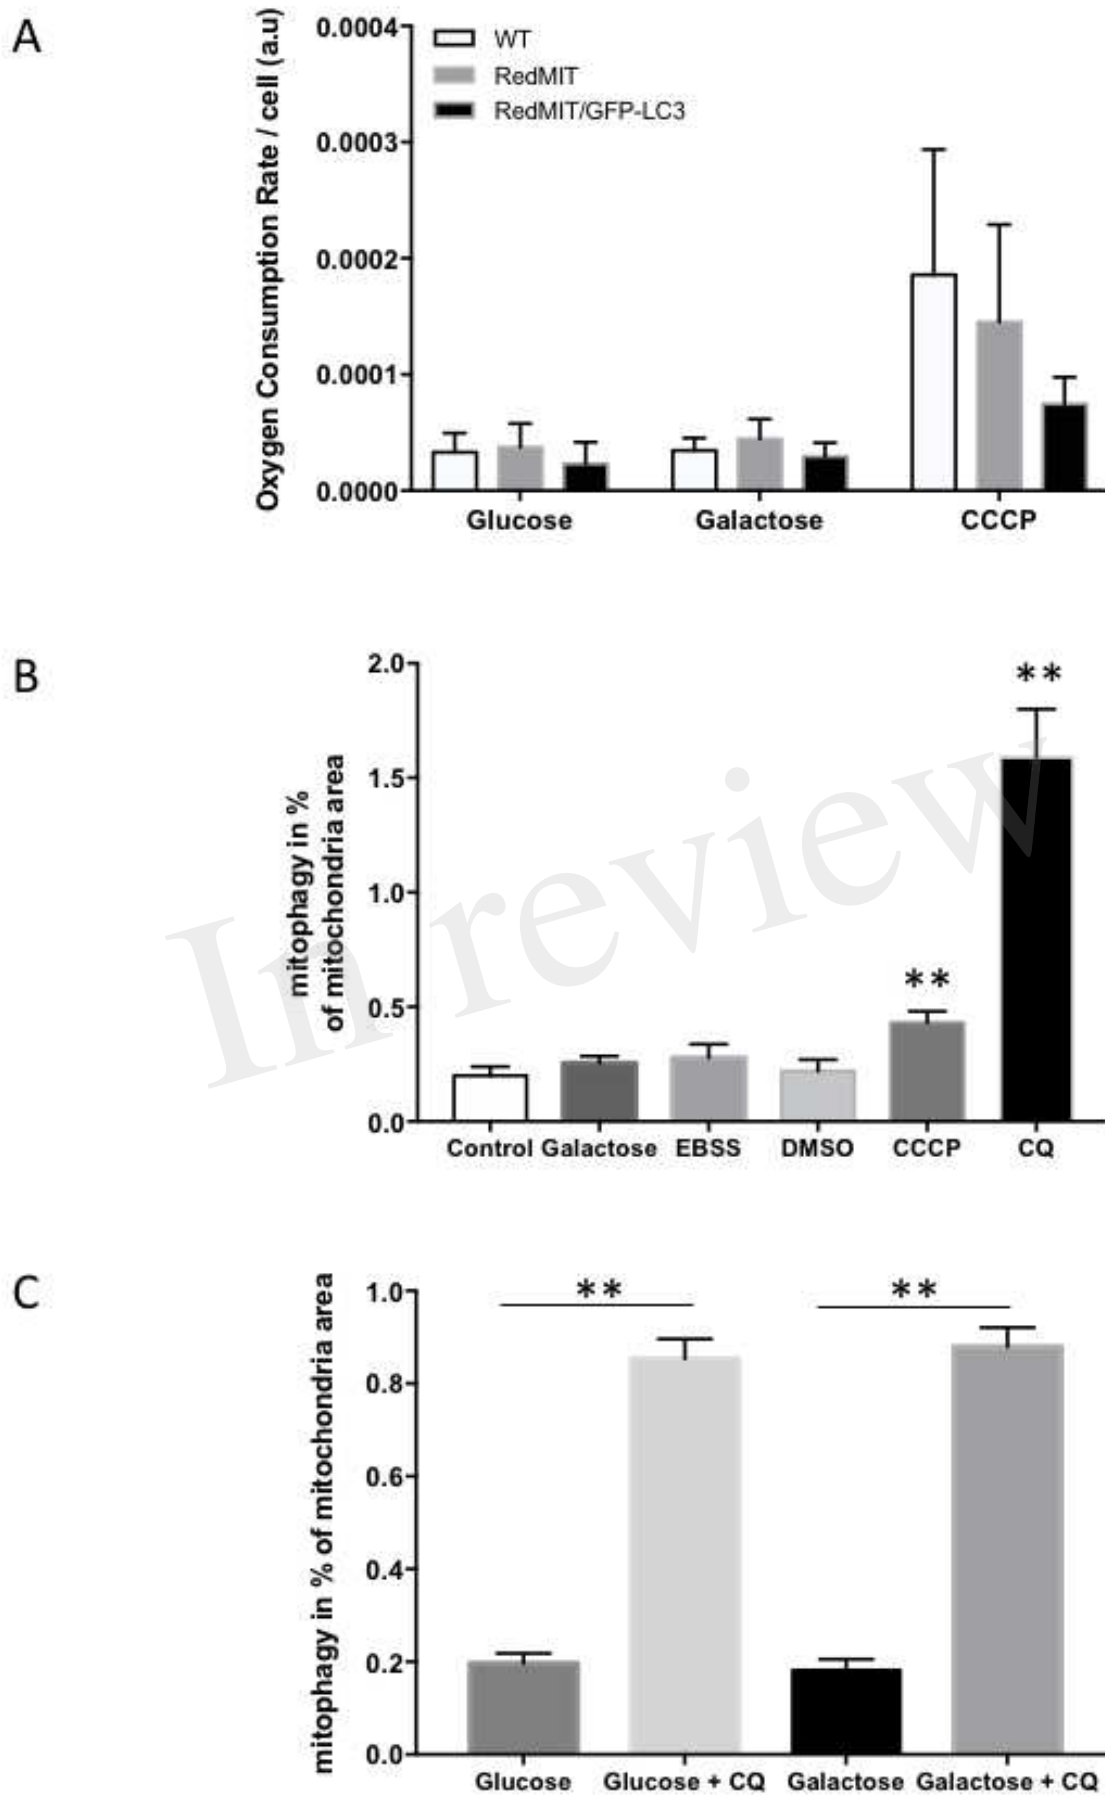 A
Oxygen Consumption Rate / cell (a.u)
0.0004
0.0003
0.0002
0.0001
0.0000
WT
RedMIT
RedMIT/GFP-LC3
Glucose Galactose CCCP
B
mitophagy in %
of mitochondria area
2.0
1.5
1.0
0.5
0.0
**
**
Control Galactose EBSS DMSO CCCP CQ
In review
C
mitophagy in % of mitochondria area
1.0
0.8
0.6
0.4
0.2
0.0
** **
Glucose Glucose + CQ Galactose Galactose + CQ